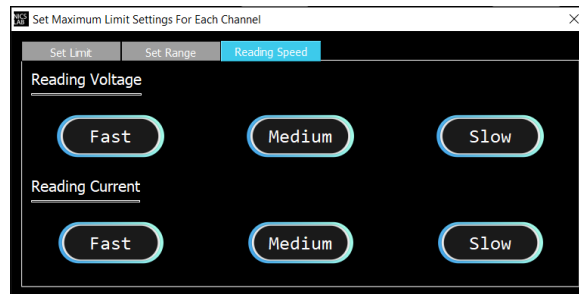 NICS
LAB
Set Maximum Limit Settings For Each Channel
Set Limit Set Range Reading Speed
Reading Voltage
Fast Medium Slow
Reading Current
Fast Medium Slow